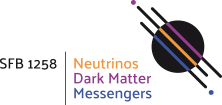 SFB 1258
Neutrinos
Dark Matter
Messengers